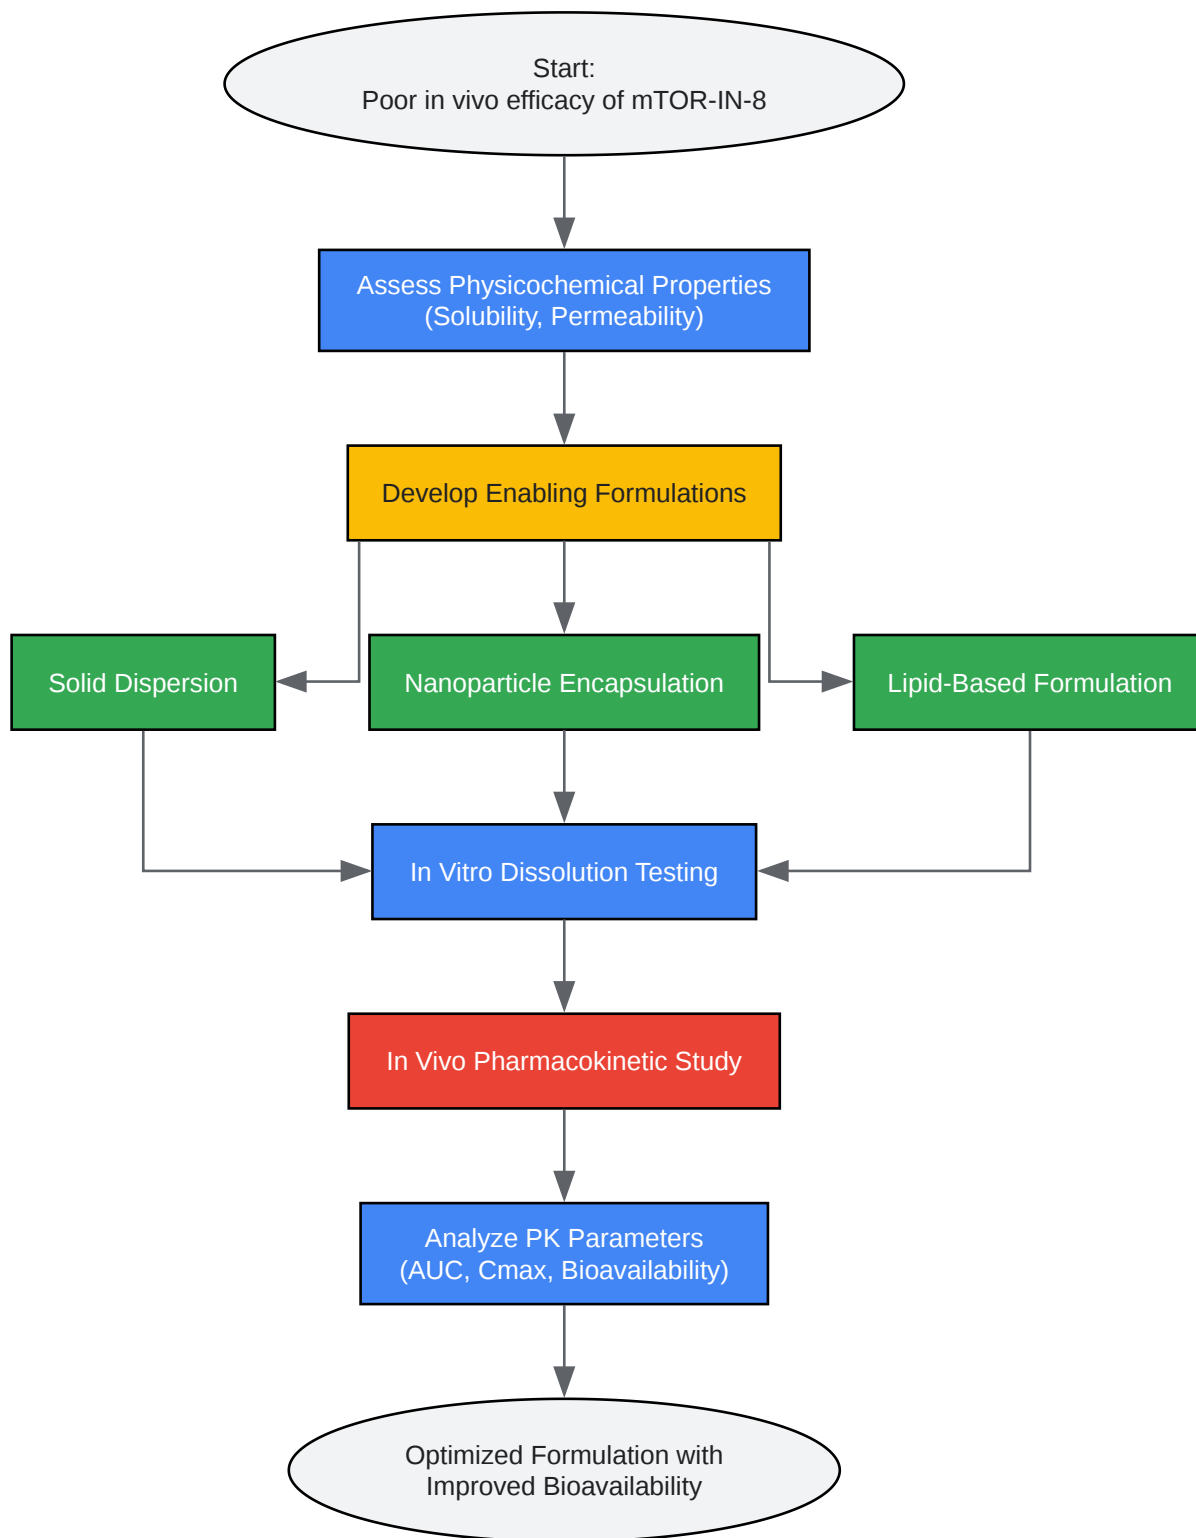 Start:
Poor in vivo efficacy of mTOR-IN-8
Assess Physicochemical Properties
(Solubility, Permeability)
Develop Enabling Formulations
Solid Dispersion
Nanoparticle Encapsulation
Lipid-Based Formulation
In Vitro Dissolution Testing
In Vivo Pharmacokinetic Study
Analyze PK Parameters
(AUC, Cmax, Bioavailability)
Optimized Formulation with
Improved Bioavailability